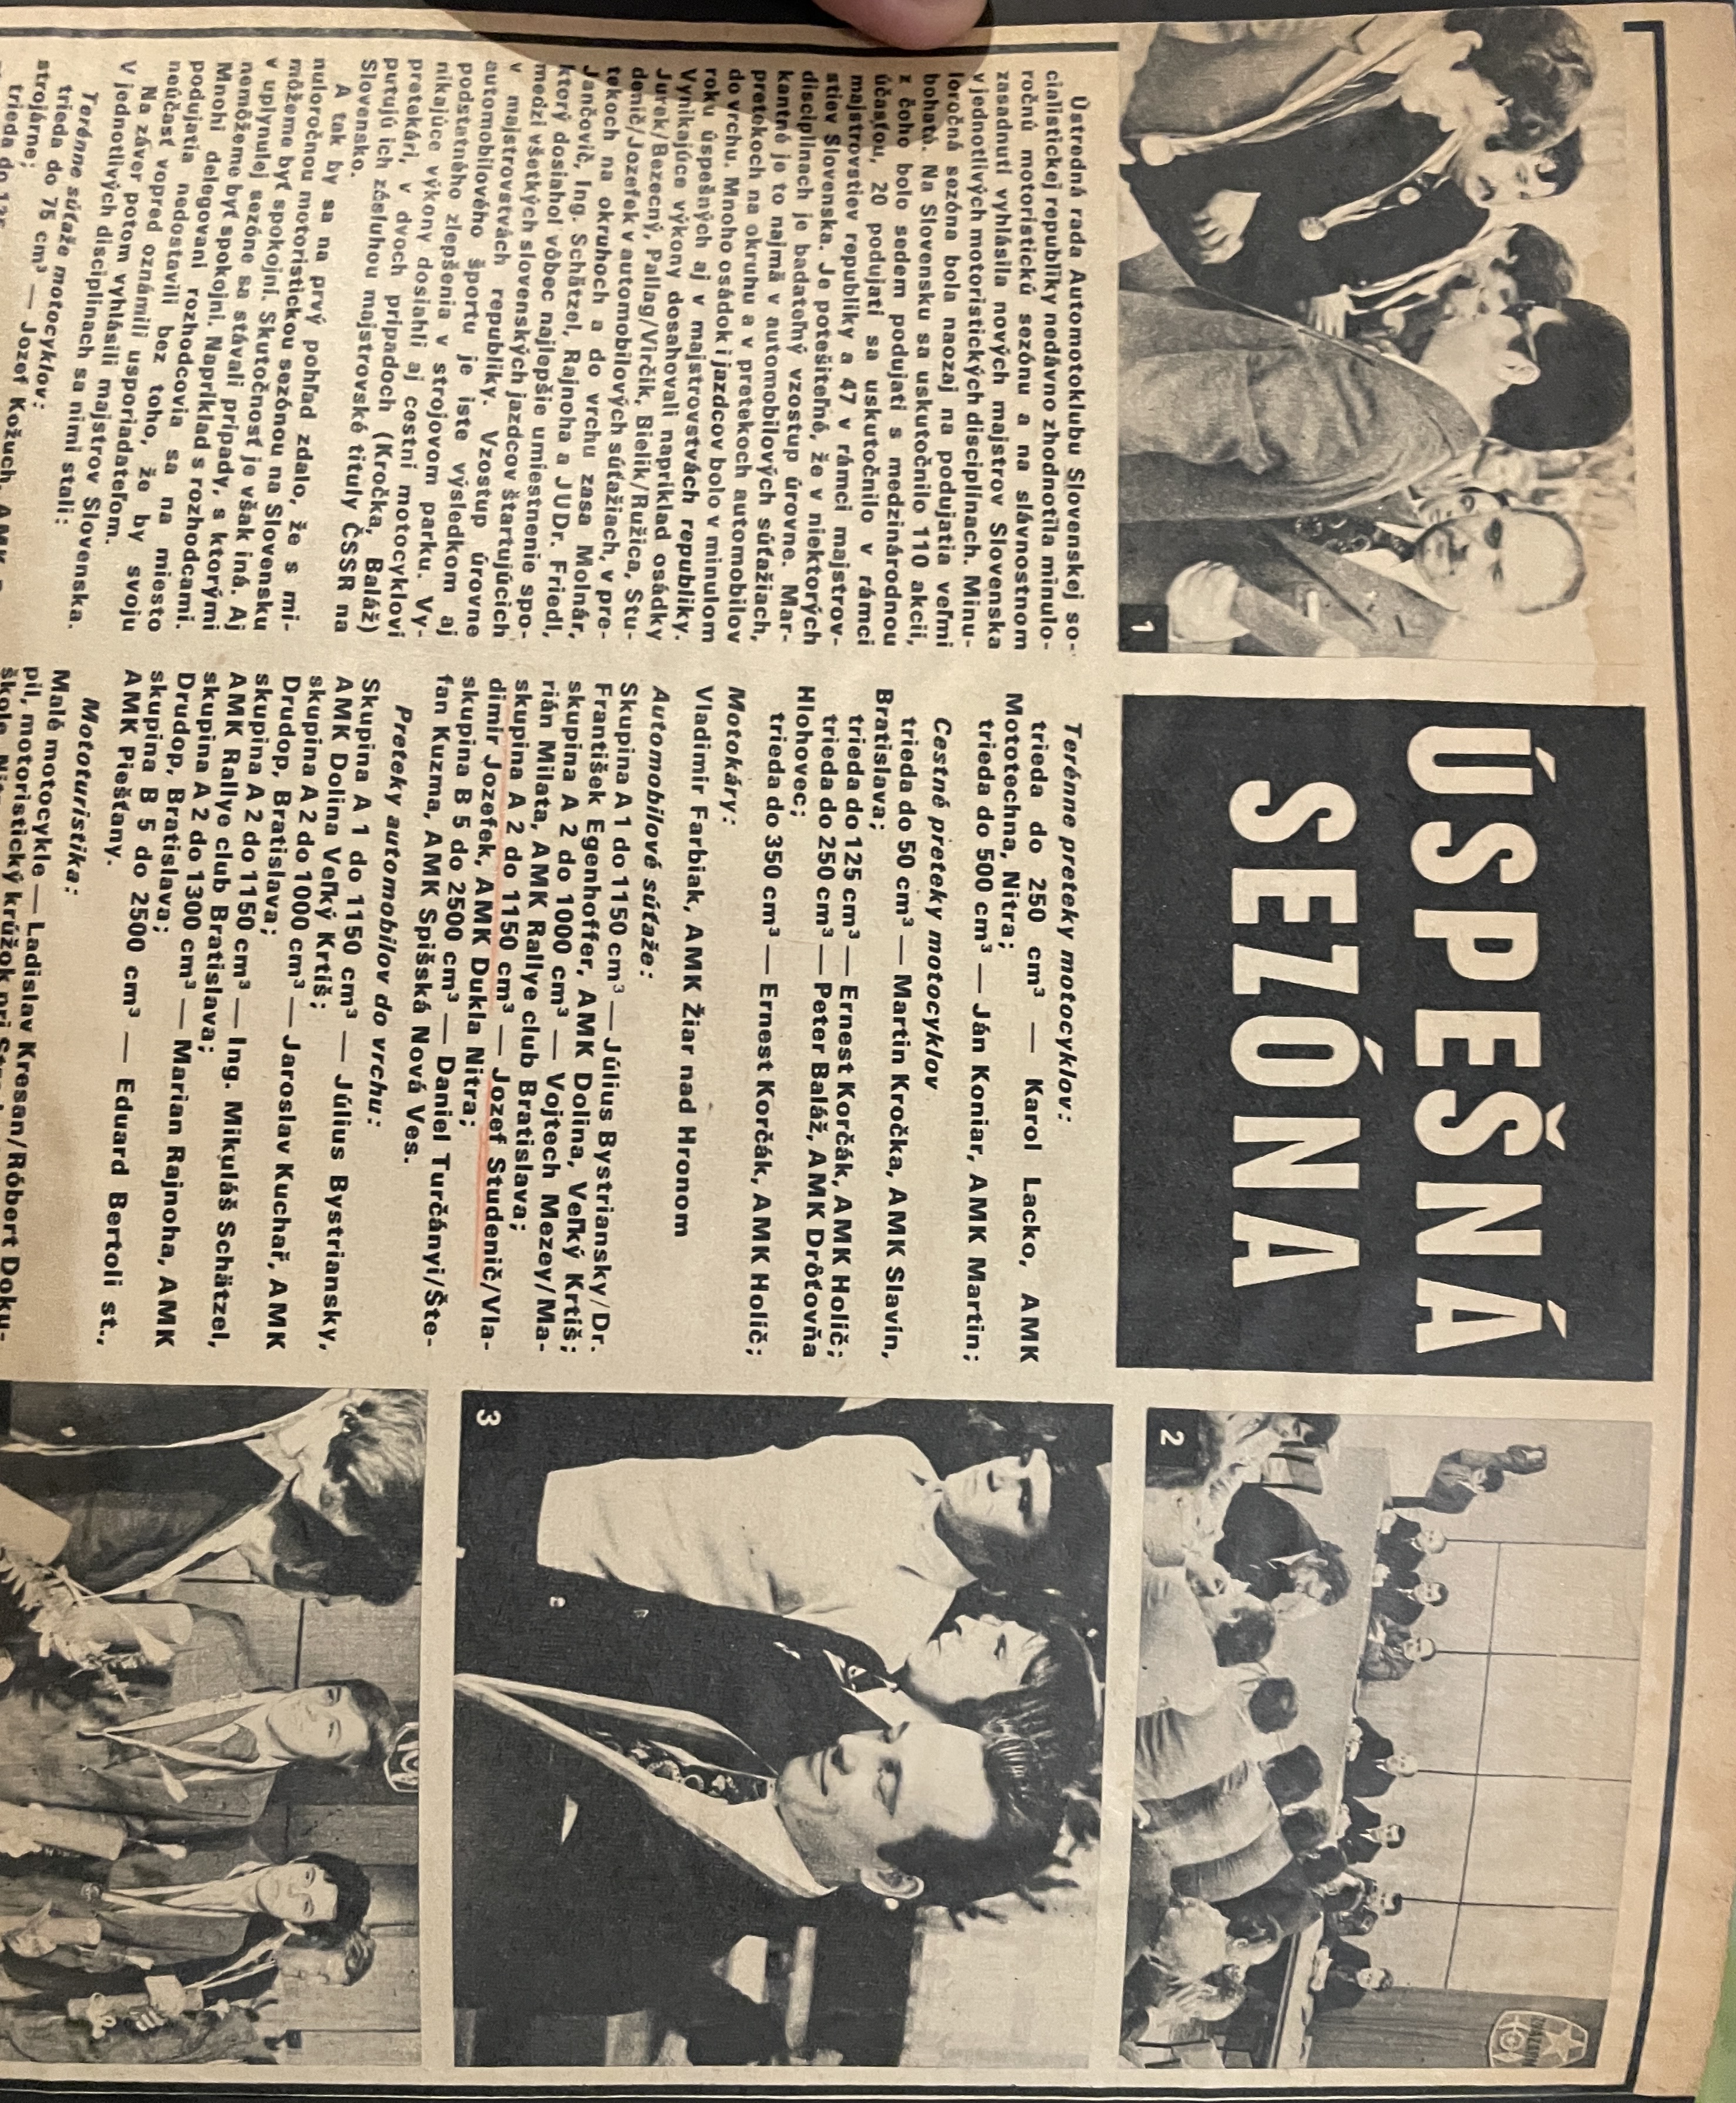 ÚSPEŠNÁ
SEZÓNA
1
Ústredná rada Automotoklubu Slovenskej so-
cialistickej republiky nedávno zhodnotila minulo-
ročnú motoristickú sezónu a na slávnostnom
zasadnutí vyhlásila nových majstrov Slovenska
v jednotlivých motoristických disciplínach. Minu-
loročná sezóna bola naozaj na podujatia veľmi
bohatá. Na Slovensku sa uskutočnilo 110 akcií,
z čoho bolo sedem podujatí s medzinárodnou
účasťou, 20 podujatí sa uskutočnilo v rámci
majstrovstiev republiky a 47 v rámci majstrov-
stiev Slovenska. Je potešiteľné, že v niektorých
disciplínach je badateľný vzostup úrovne. Mar-
kantné je to najmä v automobilových súťažiach,
pretekoch na okruhu a v pretekoch automobilov
do vrchu. Mnoho osádok i jazdcov bolo v minulom
roku úspešných aj v majstrovstvách republiky.
Vynikajúce výkony dosahovali napríklad osádky
Jurek/Bezecný, Pallag/Virčik, Bielik/Ružica, Stu-
denič/Jozefek v automobilových súťažiach, v pre-
tekoch na okruhoch a do vrchu zasa Molnár,
Jančovič, Ing. Schätzel, Rajnoha a JUDr. Friedl,
ktorý dosiahol vôbec najlepšie umiestnenie spo-
medzi všetkých slovenských jazdcov štartujúcich
v majstrovstvách republiky. Vzostup úrovne
automobilového športu je iste výsledkom aj
podstatného zlepšenia v strojovom parku. Vy-
nikajúce výkony dosiahli aj cestní motocykloví
pretekári, v dvoch prípadoch (Kročka, Baláž)
putujú ich zásluhou majstrovské tituly ČSSR na
Slovensko.
A tak by sa na prvý pohľad zdalo, že s mi-
nuloročnou motoristickou sezónou na Slovensku
môžeme byť spokojní. Skutočnosť je však iná. Aj
v uplynulej sezóne sa stávali prípady, s ktorými
nemôžeme byť spokojní. Napríklad s rozhodcami.
Mnohí delegovaní rozhodcovia sa na miesto
podujatia nedostavili bez toho, že by svoju
neúčasť vopred oznámili usporiadateľom.
Na záver potom vyhlásili majstrov Slovenska.
V jednotlivých disciplínach sa nimi stali:
Terénne súťaže motocyklov:
trieda do 75 cm³ — Jozef Kožuch, AMK
strojárne;
trieda do 125
Terénne preteky motocyklov:
trieda do 250 cm³ — Karol Lacko, AMK
Mototechna, Nitra;
trieda do 500 cm³ — Ján Koniar, AMK Martin;
Cestné preteky motocyklov
trieda do 50 cm³ — Martin Kročka, AMK Slavín,
Bratislava;
trieda do 125 cm³ — Ernest Korčák, AMK Holíč;
trieda do 250 cm³ — Peter Baláž, AMK Drôtovňa
Hlohovec;
trieda do 350 cm³ — Ernest Korčák, AMK Holíč;
Motokáry:
Vladimír Farbiak, AMK Žiar nad Hronom
Automobilové súťaže:
Skupina A 1 do 1150 cm³ — Július Bystriansky/Dr.
František Egenhoffer, AMK Dolina, Veľký Krtíš;
skupina A 2 do 1000 cm³ — Vojtech Mezey/Ma-
rián Milata, AMK Rallye club Bratislava;
skupina A 2 do 1150 cm³ — Jozef Studenič/Vla-
dimír Jozefek, AMK Dukla Nitra;
skupina B 5 do 2500 cm³ — Daniel Turčányi/Šte-
fan Kuzma, AMK Spišská Nová Ves.
Preteky automobilov do vrchu:
Skupina A 1 do 1150 cm³ — Július Bystriansky,
AMK Dolina Veľký Krtíš;
skupina A 2 do 1000 cm³ — Jaroslav Kuchař, AMK
Drudop, Bratislava;
skupina A 2 do 1150 cm³ — Ing. Mikuláš Schätzel,
AMK Rallye club Bratislava;
skupina A 2 do 1300 cm³ — Marian Rajnoha, AMK
Drudop, Bratislava;
skupina B 5 do 2500 cm³ — Eduard Bertoli st.,
AMK Piešťany.
Mototuristika:
Malé motocykle — Ladislav Kresan/Róbert Doku-
pil, motoristický krúžok pri
škole
2
3